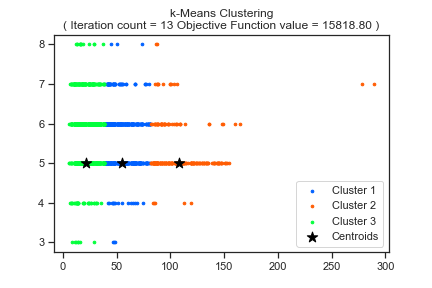 k-Means Clustering
( Iteration count = 13 Objective Function value = 15818.80 )
8
7
6
5
4
3
Cluster 1
Cluster 2
Cluster 3
Centroids
0 50 100 150 200 250 300